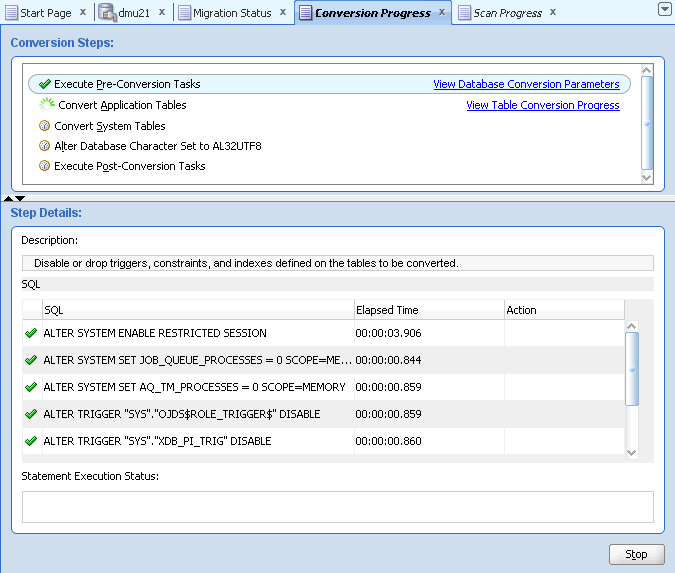 Start Page x dmu21 x Migration Status x Conversion Progress x Scan Progress x
Conversion Steps:
Execute Pre-Conversion Tasks View Database Conversion Parameters
Convert Application Tables View Table Conversion Progress
Convert System Tables
Alter Database Character Set to AL32UTF8
Execute Post-Conversion Tasks
Step Details:
Description:
Disable or drop triggers, constraints, and indexes defined on the tables to be converted.
SQL
SQL Elapsed Time Action
ALTER SYSTEM ENABLE RESTRICTED SESSION 00:00:03.906
ALTER SYSTEM SET JOB_QUEUE_PROCESSES = 0 SCOPE=ME... 00:00:00.844
ALTER SYSTEM SET AQ_TM_PROCESSES = 0 SCOPE=MEMORY 00:00:00.859
ALTER TRIGGER "SYS"."OJDS$ROLE_TRIGGER$" DISABLE 00:00:00.859
ALTER TRIGGER "SYS"."XDB_PI_TRIG" DISABLE 00:00:00.860
Statement Execution Status:
Stop